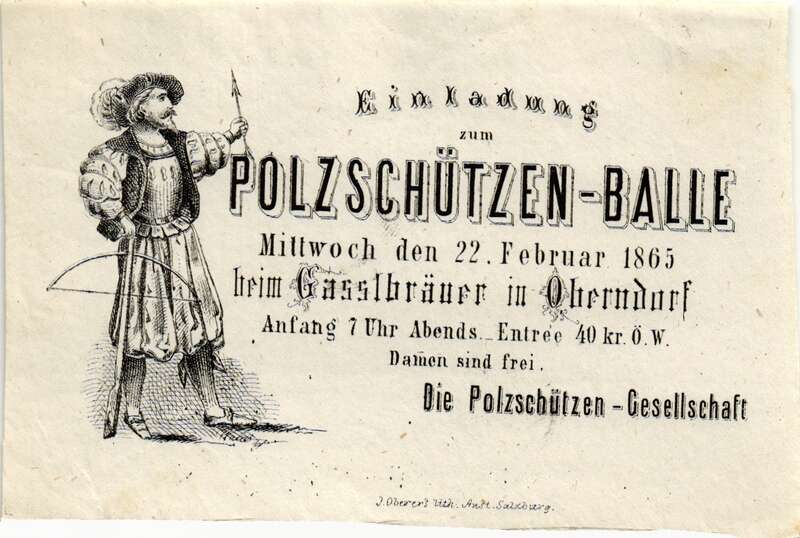 Einladung
zum
POLZSCHÜTZEN-BALLE
Mittwoch den 22. Februar 1865
beim Gasslbräuer in Oberndorf
Anfang 7 Uhr Abends. Entrée 40 kr. Ö.W.
Damen sind frei.
Die Polzschützen-Gesellschaft
J. Oberer's lith. Anst. Salzburg.